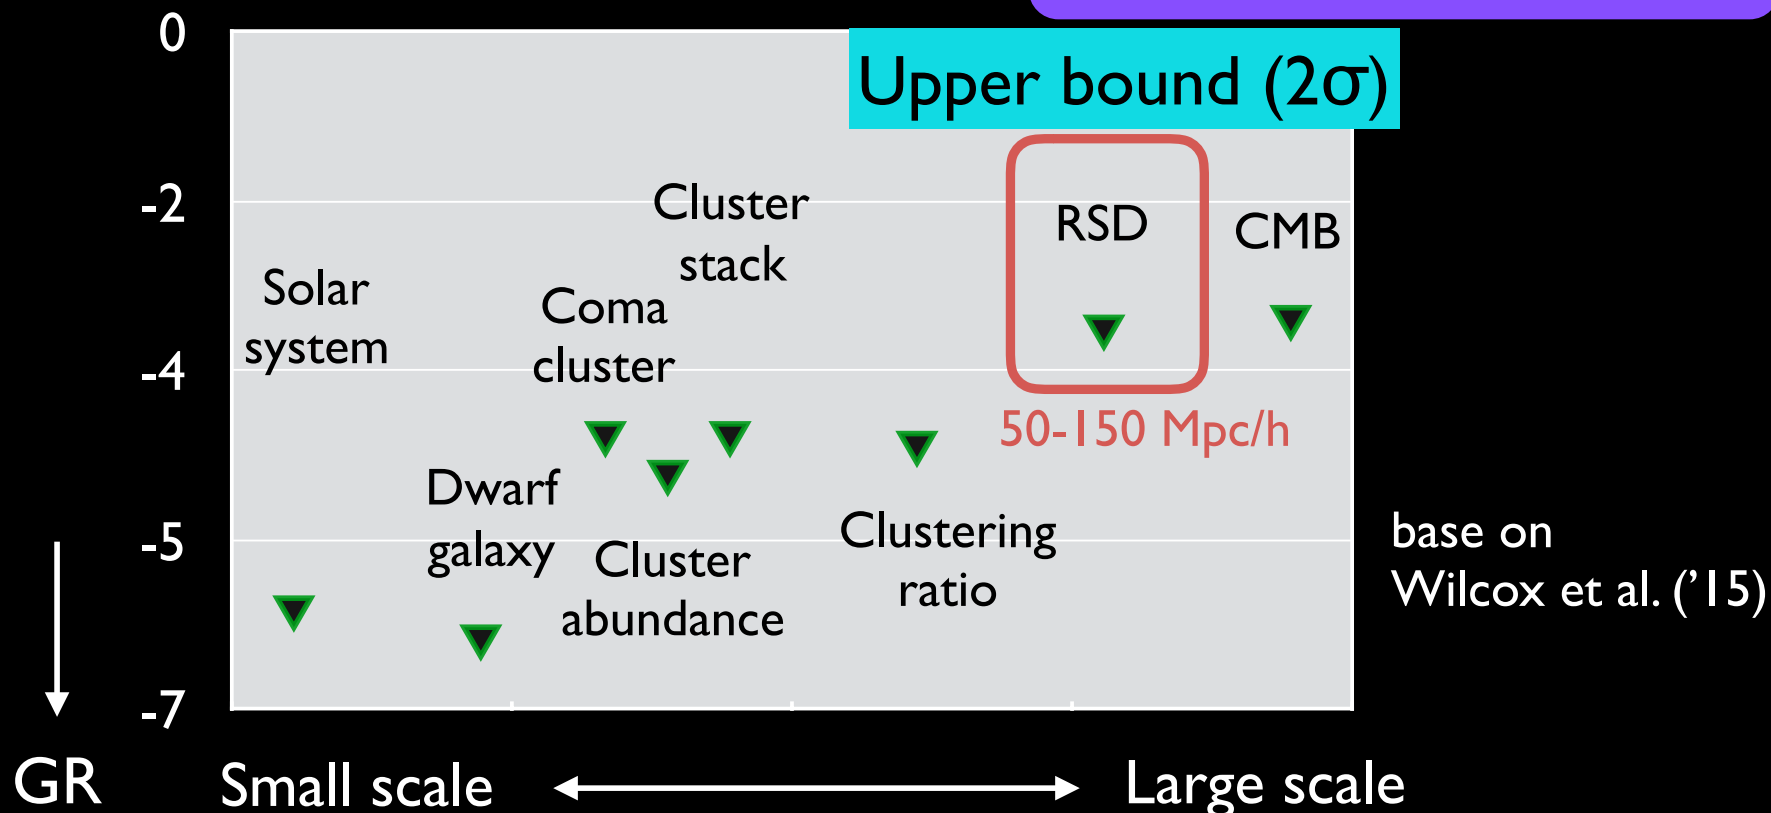 0
Upper bound (2σ)
-2
Cluster
stack
RSD
CMB
Solar
system
Coma
cluster
-4
50-150 Mpc/h
Dwarf
galaxy
Clustering
ratio
-5
Cluster
abundance
base on
Wilcox et al. (’15)
-7
GR
Small scale
Large scale